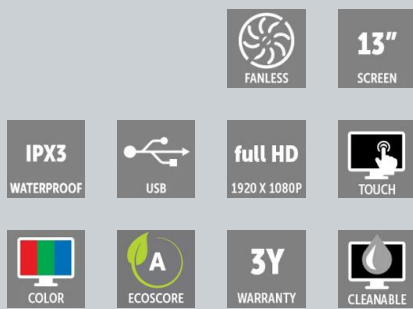 FANLESS
13"
SCREEN
IPX3
WATERPROOF
USB
full HD
1920 X 1080P
TOUCH
COLOR
A
ECOSCORE
3Y
WARRANTY
CLEANABLE